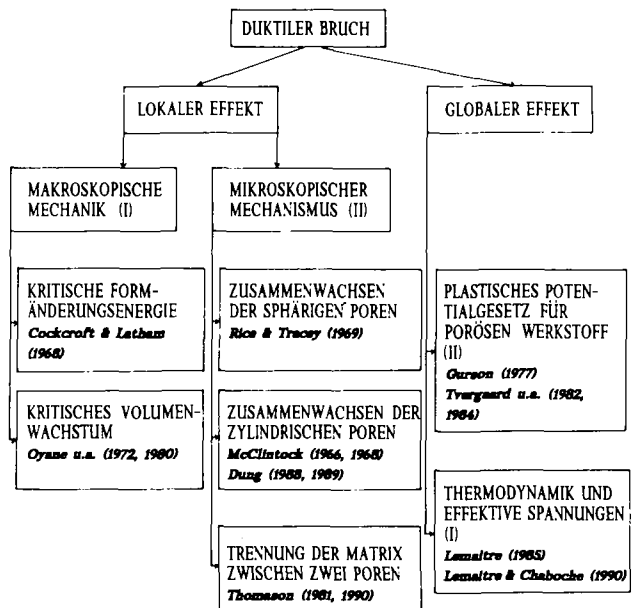 DUKTILER BRUCH
LOKALER EFFEKT
GLOBALER EFFEKT
MAKROSKOPISCHE
MECHANIK (I)
MIKROSKOPISCHER
MECHANISMUS (II)
KRITISCHE FORM-
ÄNDERUNGSENERGIE
Cockcroft & Latham
(1968)
KRITISCHES VOLUMEN-
WACHSTUM
Oyane u.a. (1972, 1980)
ZUSAMMENWACHSEN
DER SPHÄRIGEN POREN
Rice & Tracey (1969)
ZUSAMMENWACHSEN DER
ZYLINDRISCHEN POREN
McClintock (1966, 1968)
Dung (1988, 1989)
TRENNUNG DER MATRIX
ZWISCHEN ZWEI POREN
Thomason (1981, 1990)
PLASTISCHES POTEN-
TIALGESETZ FÜR
PORÖSEN WERKSTOFF
(II)
Gurson (1977)
Tvergaard u.a. (1982,
1984)
THERMODYNAMIK UND
EFFEKTIVE SPANNUNGEN
(I)
Lemaitre (1985)
Lemaitre & Chaboche (1990)